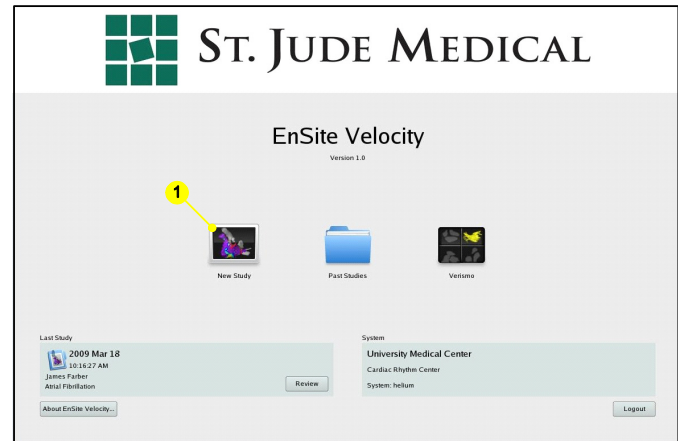 ST. JUDE MEDICAL
EnSite Velocity
Version 1.0
1
New Study
Past Studies
Verismo
Last Study
2009 Mar 18
10:16:27 AM
James Farber
Atrial Fibrillation
Review
About EnSite Velocity...
System
University Medical Center
Cardiac Rhythm Center
System: helium
Logout